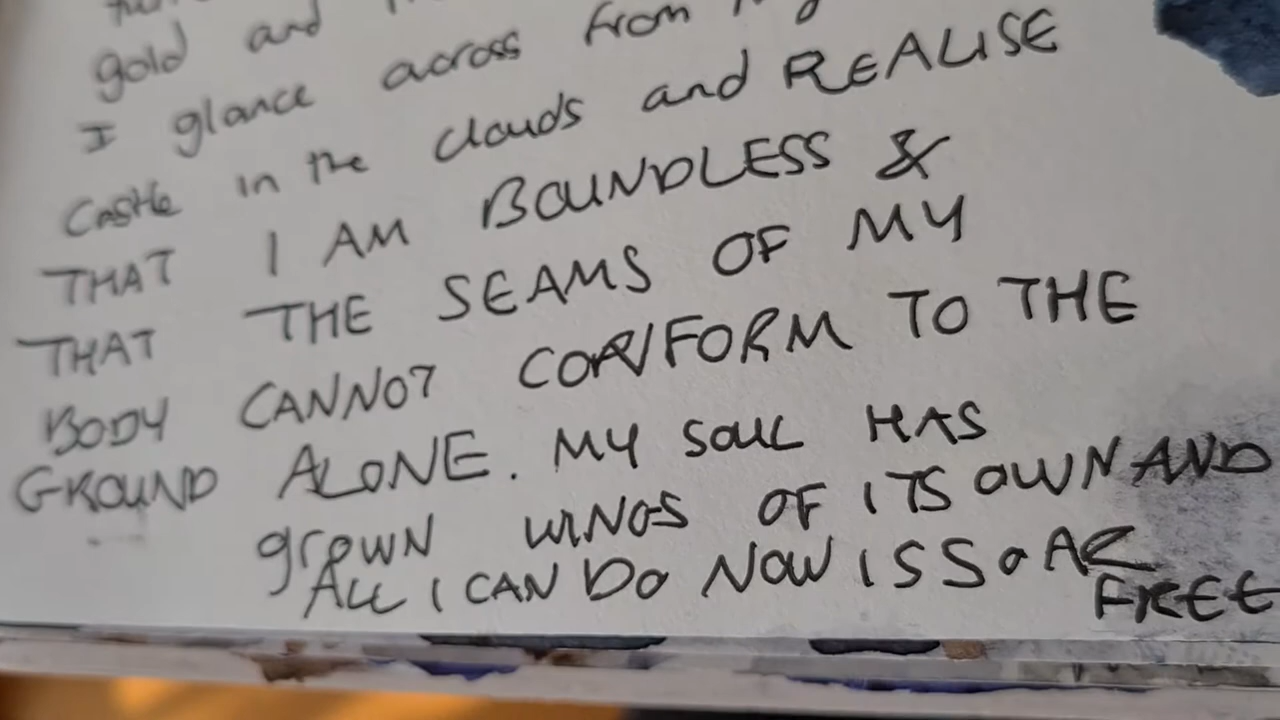 gold and
I glance across from my
castle in the clouds and REALISE
THAT I AM BOUNDLESS &
THAT THE SEAMS OF MY
BODY CANNOT CONFORM TO THE
GROUND ALONE. MY SOUL HAS
grown WINGS OF ITS OWN AND
ALL I CAN DO NOW IS SOAR
FREE